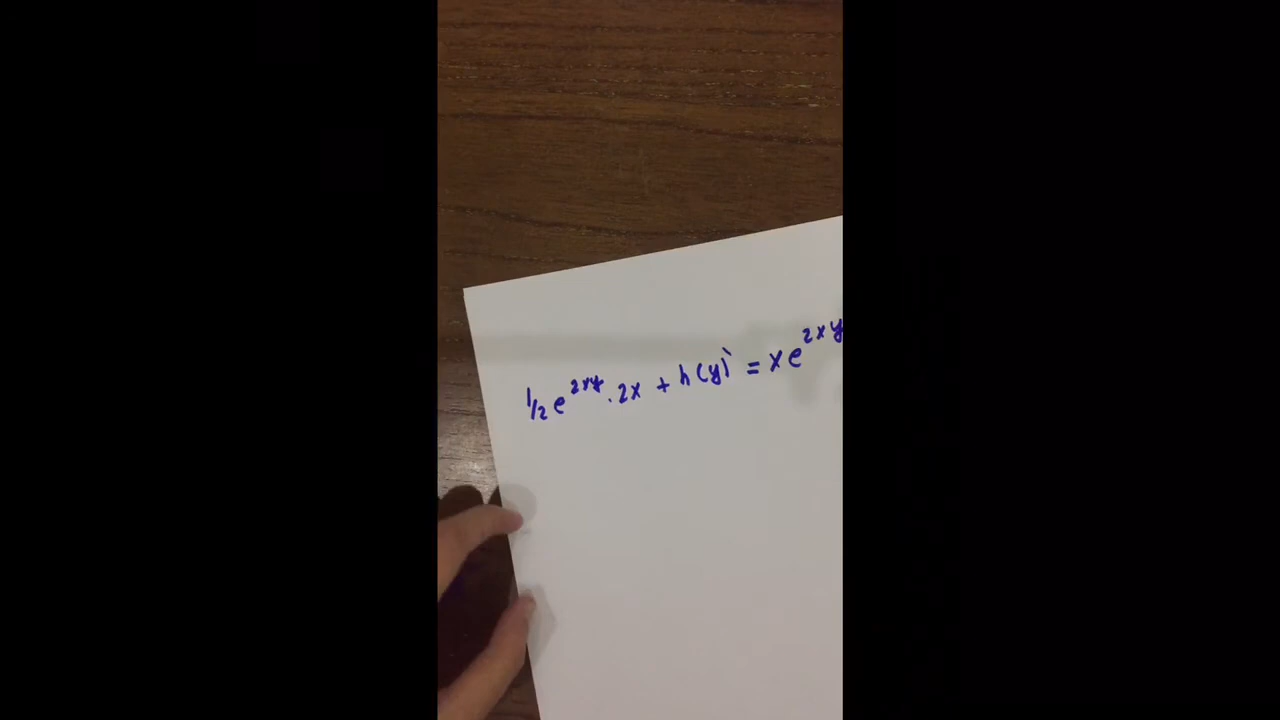 1/2 e^{2xy} . 2x + h(y)` = x e^{2xy}